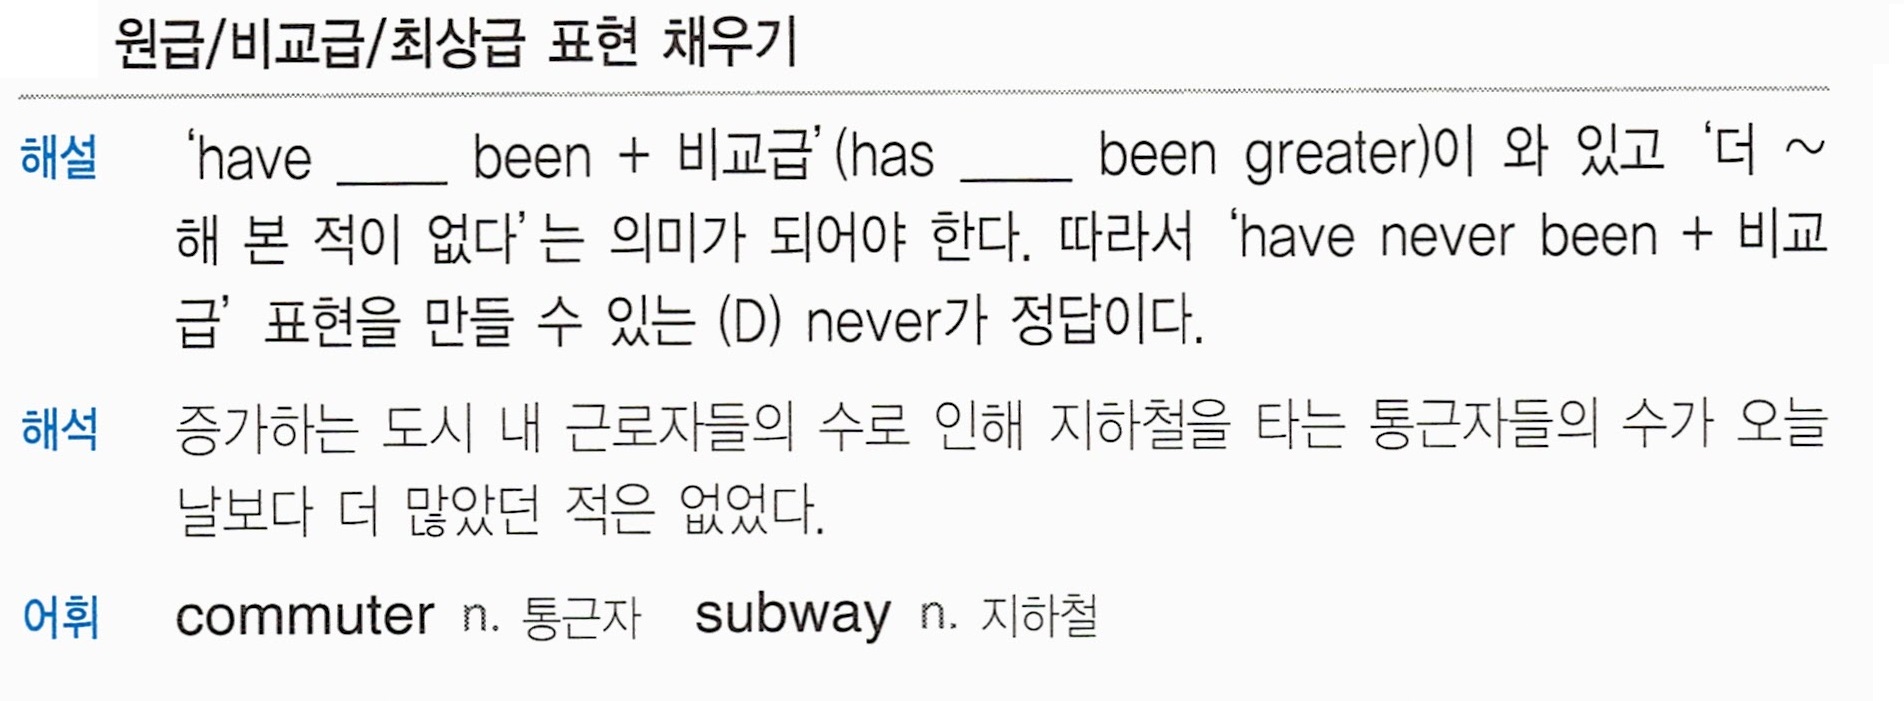 원급/비교급/최상급 표현 채우기
해설 ‘have ____ been + 비교급’(has ____ been greater)이 와 있고 ‘더 ~
해 본 적이 없다’는 의미가 되어야 한다. 따라서 ‘have never been + 비교
급’ 표현을 만들 수 있는 (D) never가 정답이다.
해석 증가하는 도시 내 근로자들의 수로 인해 지하철을 타는 통근자들의 수가 오늘
날보다 더 많았던 적은 없었다.
어휘 commuter n. 통근자 subway n. 지하철